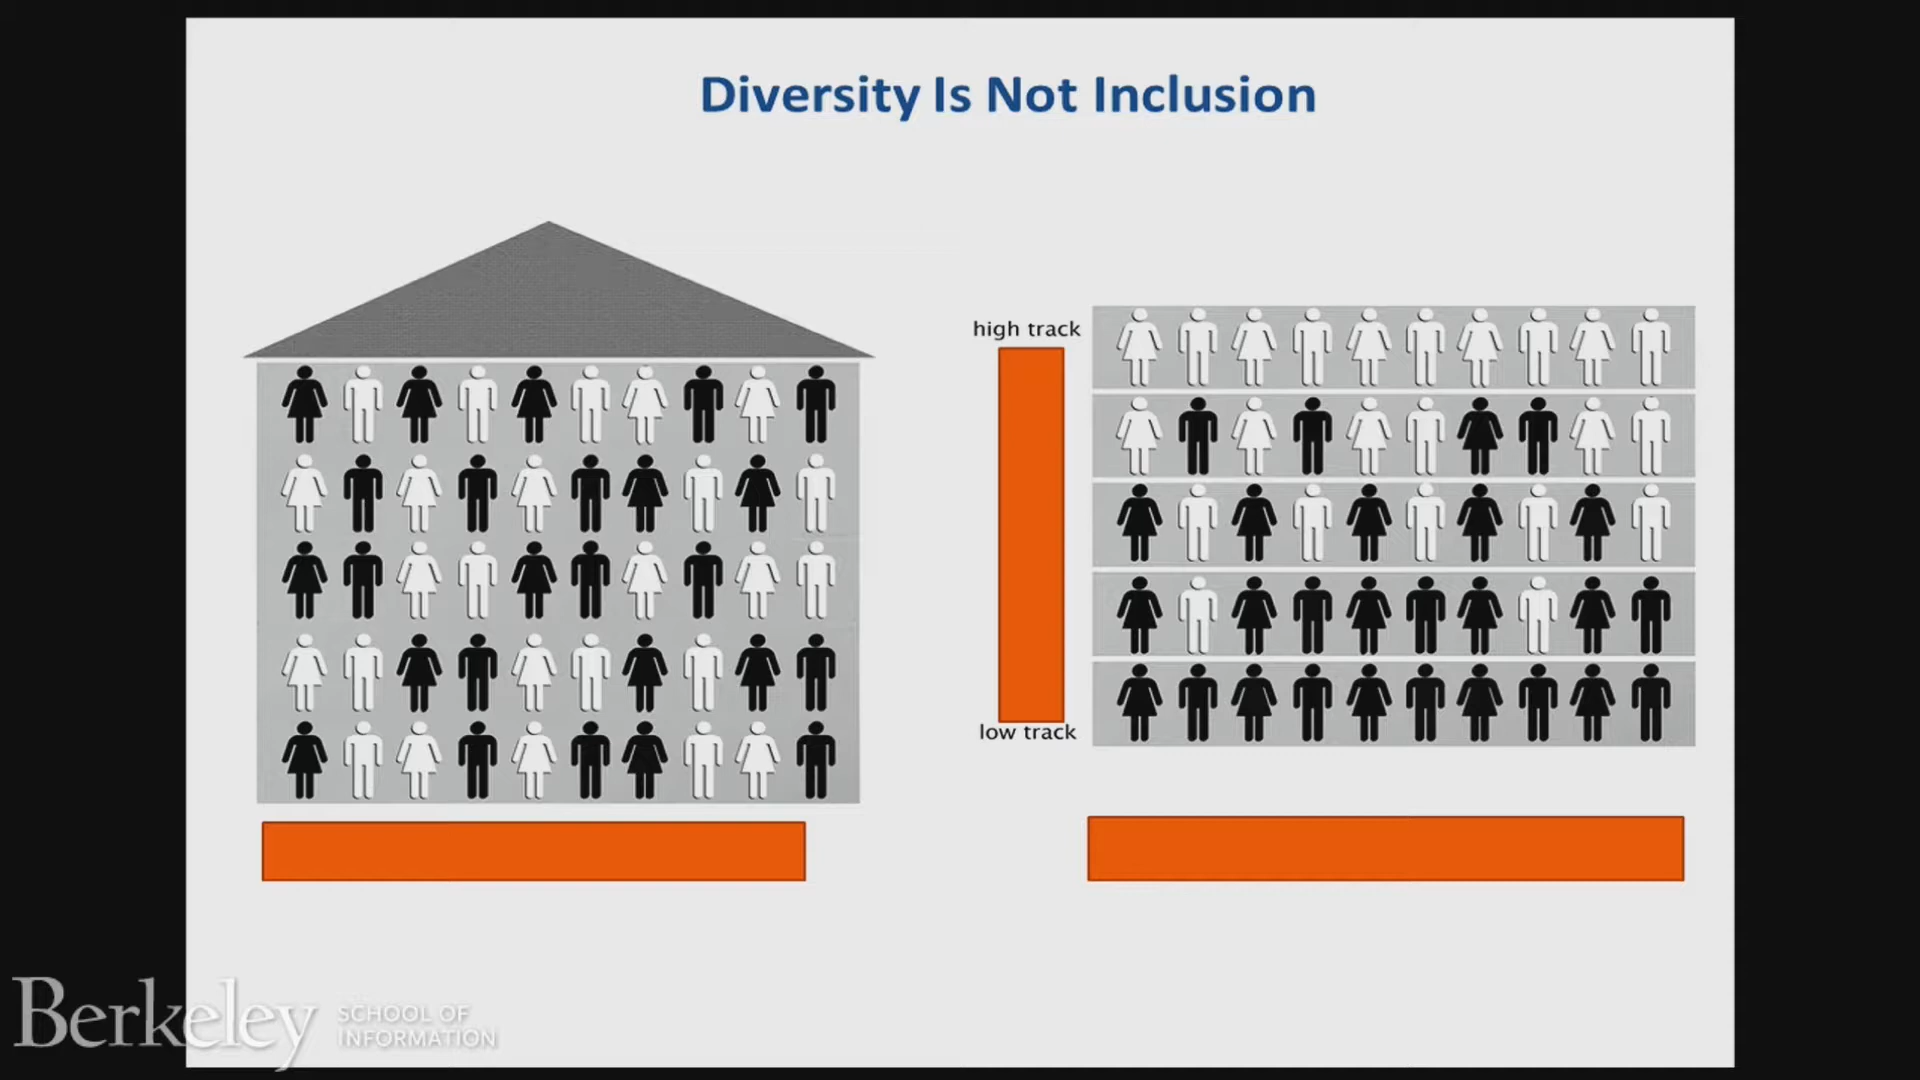 Diversity Is Not Inclusion
high track
low track
Berkeley
SCHOOL OF
INFORMATION